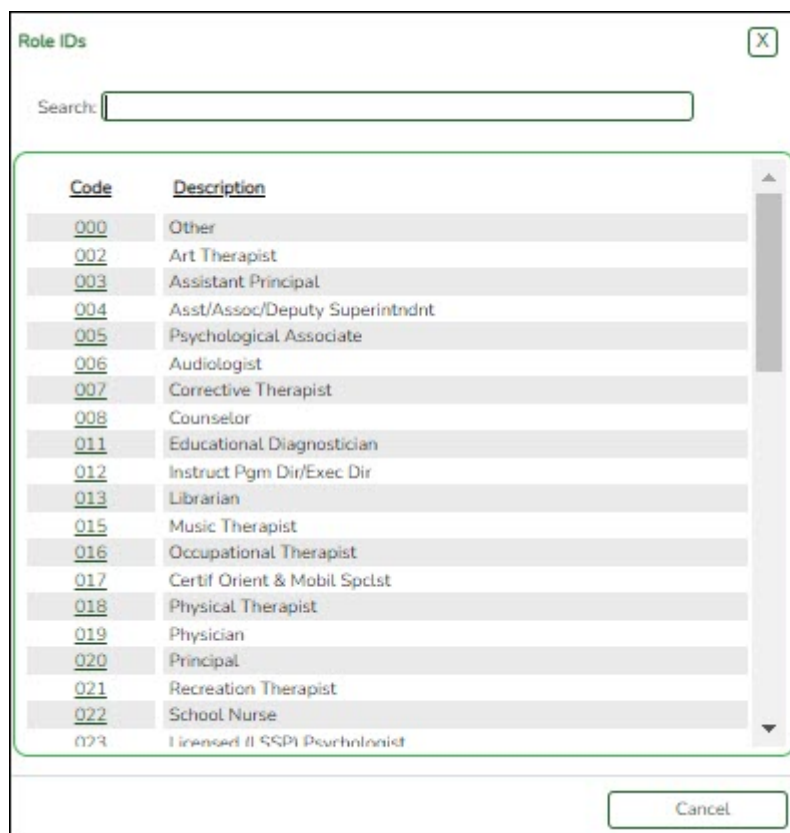 Role IDs
X
Search:
Code Description
000 Other
002 Art Therapist
003 Assistant Principal
004 Asst/Assoc/Deputy Superintndnt
005 Psychological Associate
006 Audiologist
007 Corrective Therapist
008 Counselor
011 Educational Diagnostician
012 Instruct Pgm Dir/Exec Dir
013 Librarian
015 Music Therapist
016 Occupational Therapist
017 Certif Orient & Mobil Spclst
018 Physical Therapist
019 Physician
020 Principal
021 Recreation Therapist
022 School Nurse
023 Licensed (LSSP) Psychologist
Cancel